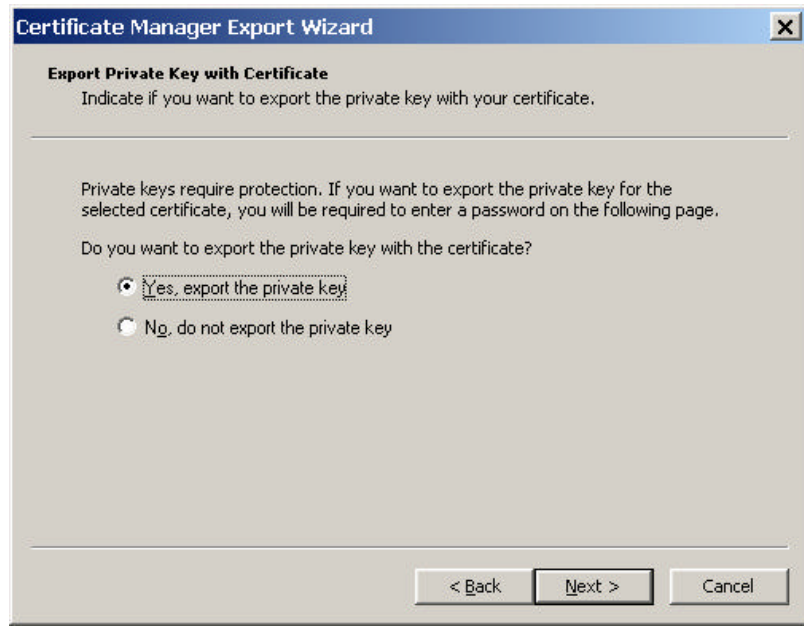 Certificate Manager Export Wizard
Export Private Key with Certificate
Indicate if you want to export the private key with your certificate.
Private keys require protection. If you want to export the private key for the
selected certificate, you will be required to enter a password on the following page.
Do you want to export the private key with the certificate?
Yes, export the private key
No, do not export the private key
< Back
Next >
Cancel